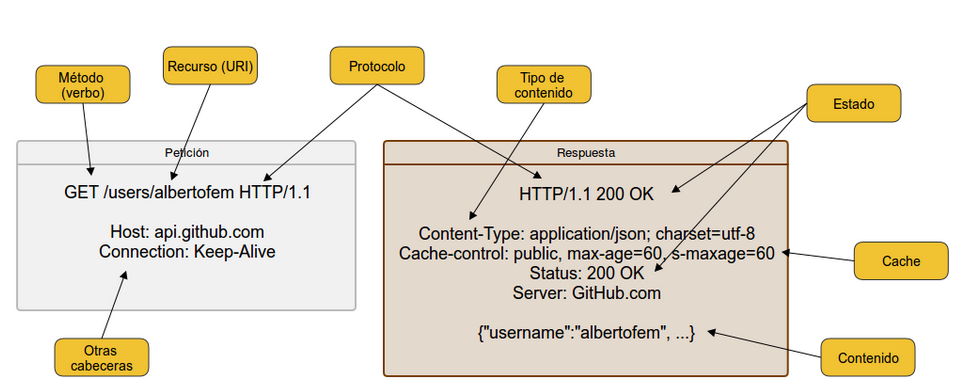 Método
(verbo)
Recurso (URI)
Protocolo
Tipo de
contenido
Estado
Petición
GET /users/albertofem HTTP/1.1
Host: api.github.com
Connection: Keep-Alive
Otras
cabeceras
Respuesta
HTTP/1.1 200 OK
Content-Type: application/json; charset=utf-8
Cache-control: public, max-age=60, s-maxage=60
Status: 200 OK
Server: GitHub.com
{"username":"albertofem", ...}
Cache
Contenido